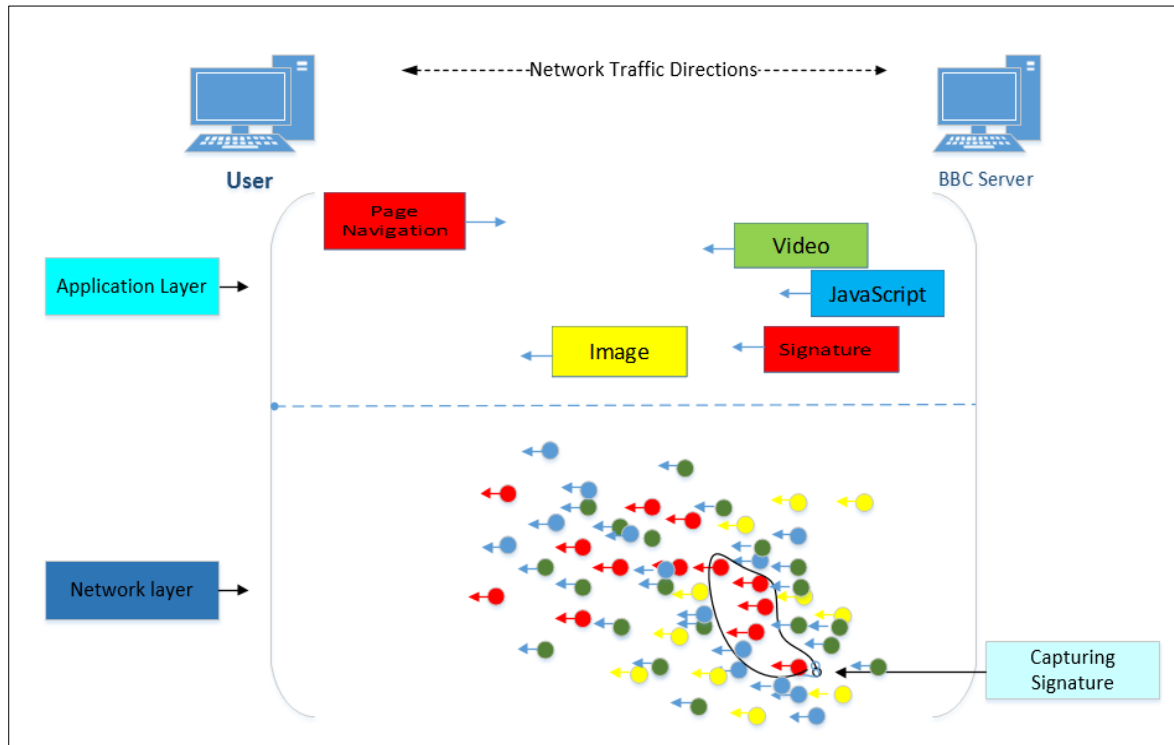 Network Traffic Directions
User
BBC Server
Page
Navigation
Video
Application Layer
JavaScript
Image
Signature
Network layer
Capturing
Signature